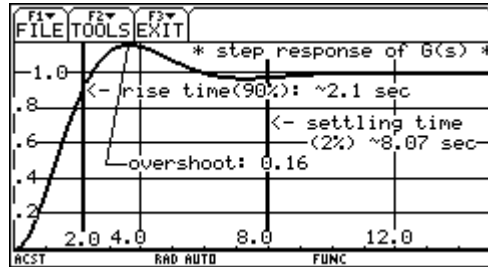 F1▼ F2▼ F3▼
FILE TOOLS EXIT
* step response of G(s) *
1.0
<- rise time(90%): ~2.1 sec
.8
<- settling time
(2%) ~8.07 sec
.6
overshoot: 0.16
.4
.2
2.0 4.0 8.0 12.0
ACST RAD AUTO FUNC